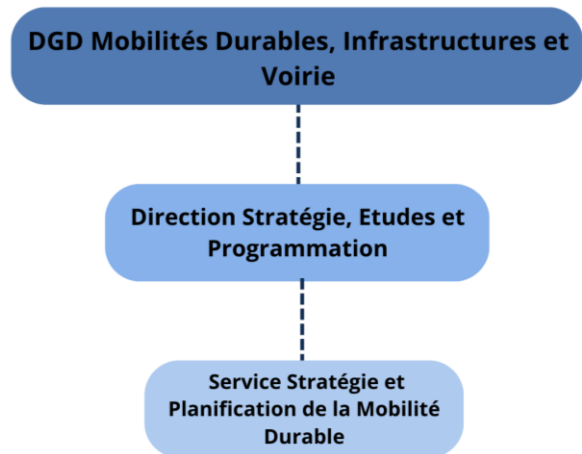 DGD Mobilités Durables, Infrastructures et
Voirie
Direction Stratégie, Etudes et
Programmation
Service Stratégie et
Planification de la Mobilité
Durable